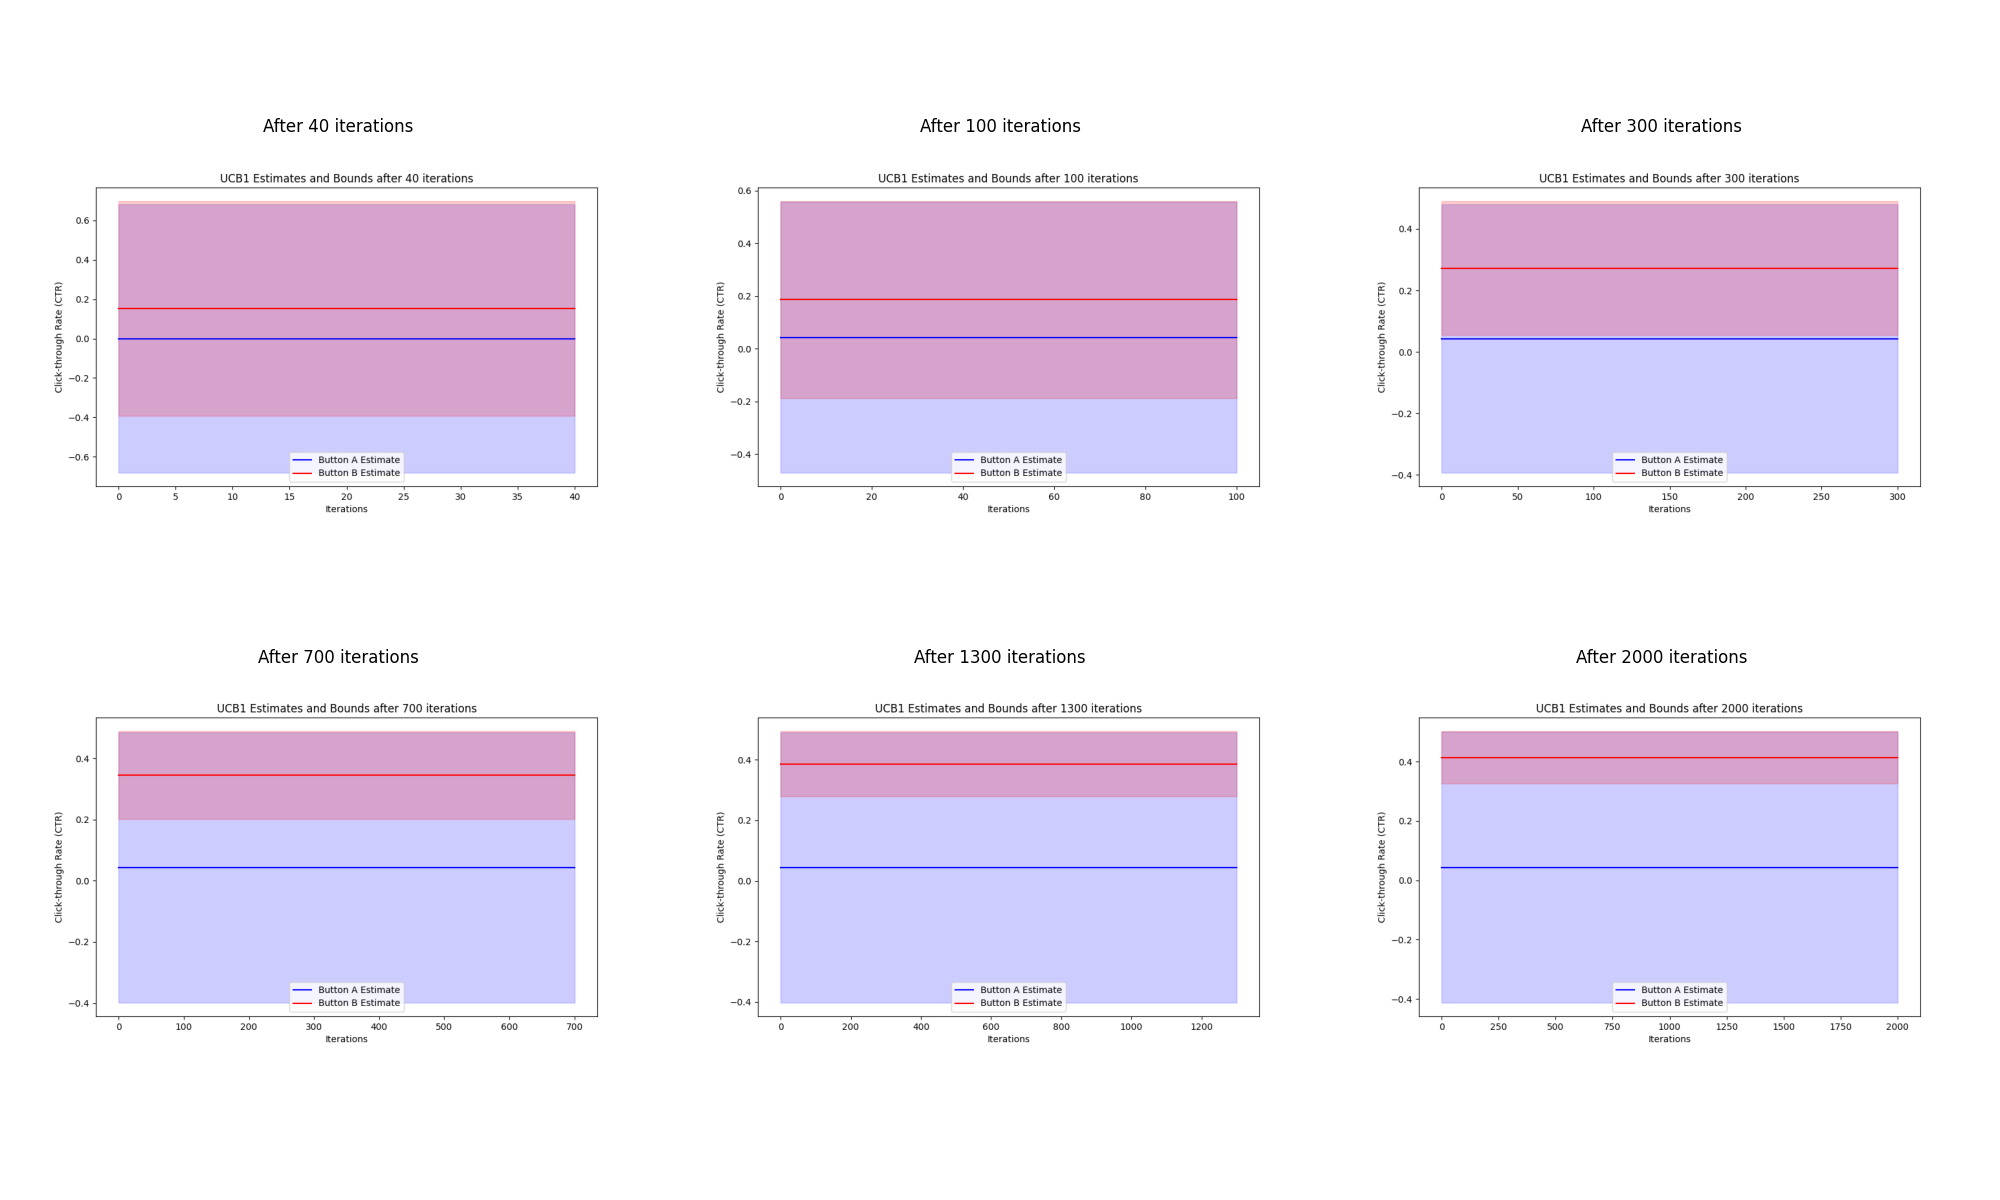 After 40 iterations
UCB1 Estimates and Bounds after 40 iterations
Click-through Rate (CTR)
0.6
0.4
0.2
0.0
−0.2
−0.4
−0.6
Button A Estimate
Button B Estimate
0 5 10 15 20 25 30 35 40
Iterations
After 100 iterations
UCB1 Estimates and Bounds after 100 iterations
Click-through Rate (CTR)
0.6
0.4
0.2
0.0
−0.2
−0.4
Button A Estimate
Button B Estimate
0 20 40 60 80 100
Iterations
After 300 iterations
UCB1 Estimates and Bounds after 300 iterations
Click-through Rate (CTR)
0.4
0.2
0.0
−0.2
−0.4
Button A Estimate
Button B Estimate
0 50 100 150 200 250 300
Iterations
After 700 iterations
UCB1 Estimates and Bounds after 700 iterations
Click-through Rate (CTR)
0.4
0.2
0.0
−0.2
−0.4
Button A Estimate
Button B Estimate
0 100 200 300 400 500 600 700
Iterations
After 1300 iterations
UCB1 Estimates and Bounds after 1300 iterations
Click-through Rate (CTR)
0.4
0.2
0.0
−0.2
−0.4
Button A Estimate
Button B Estimate
0 200 400 600 800 1000 1200
Iterations
After 2000 iterations
UCB1 Estimates and Bounds after 2000 iterations
Click-through Rate (CTR)
0.4
0.2
0.0
−0.2
−0.4
Button A Estimate
Button B Estimate
0 250 500 750 1000 1250 1500 1750 2000
Iterations